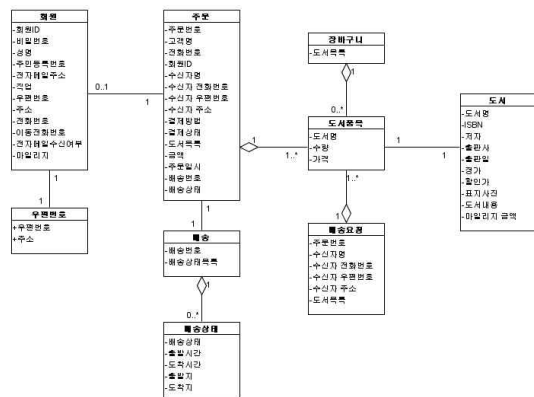 회원
-회원ID
-비밀번호
-성명
-주민등록번호
-전자메일주소
-직업
-우편번호
-주소
-전화번호
-이동전화번호
-전자메일수신여부
-마일리지
0..1
1
주문
-주문번호
-고객명
-전화번호
-회원ID
-수신자명
-수신자 전화번호
-수신자 우편번호
-수신자 주소
-결제방법
-결제상태
-도서목록
-금액
-주문일시
-배송번호
-배송상태
장바구니
-도서목록
1
0..*
도서품목
-도서명
-수량
-가격
1
1..*
1
1
도서
-도서명
-ISBN
-저자
-출판사
-출판일
-정가
-할인가
-표지사진
-도서내용
-마일리지 금액
1
1
우편번호
+우편번호
+주소
1
1
배송
-배송번호
-배송상태목록
1
0..*
배송상태
-배송상태
-출발시간
-도착시간
-출발지
-도착지
1..*
1
배송요청
-주문번호
-수신자명
-수신자 전화번호
-수신자 우편번호
-수신자 주소
-도서목록